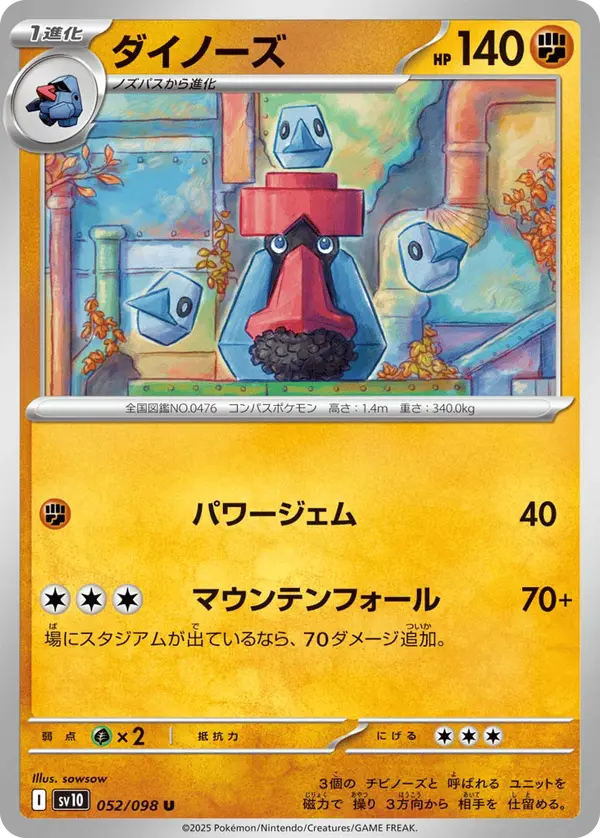 1進化
ダイノーズ
HP 140
ノズパスから進化
全国図鑑NO.0476 コンパスポケモン 高さ：1.4m 重さ：340.0kg
パワージェム 40
マウンテンフォール 70+
場にスタジアムが出ているなら、70ダメージ追加。
弱点 ×2 抵抗力 にげる
Illus. sowsow
I sv10 052/098 U
3個の チビノーズと 呼ばれる ユニットを
磁力で 操り 3方向から 相手を 仕留める。
©2025 Pokémon/Nintendo/Creatures/GAME FREAK.